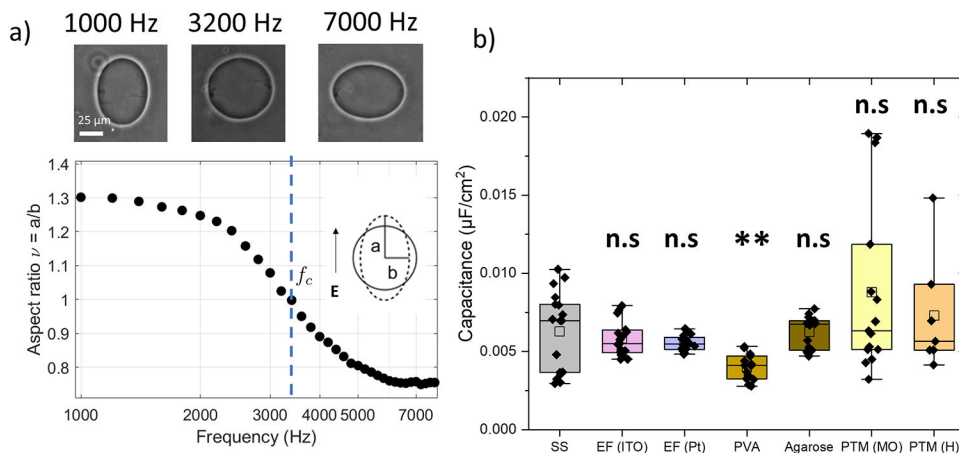 a)
1000 Hz
3200 Hz
7000 Hz
25 µm
Aspect ratio ν = a/b
1.4
1.3
1.2
1.1
1
0.9
0.8
E
a
b
f_c
1000
2000
3000
4000
5000
7000
Frequency (Hz)
b)
Capacitance (µF/cm²)
0.020
0.015
0.010
0.005
0.000
n.s
n.s
**
n.s
n.s
n.s
SS
EF (ITO)
EF (Pt)
PVA
Agarose
PTM (MO)
PTM (H)